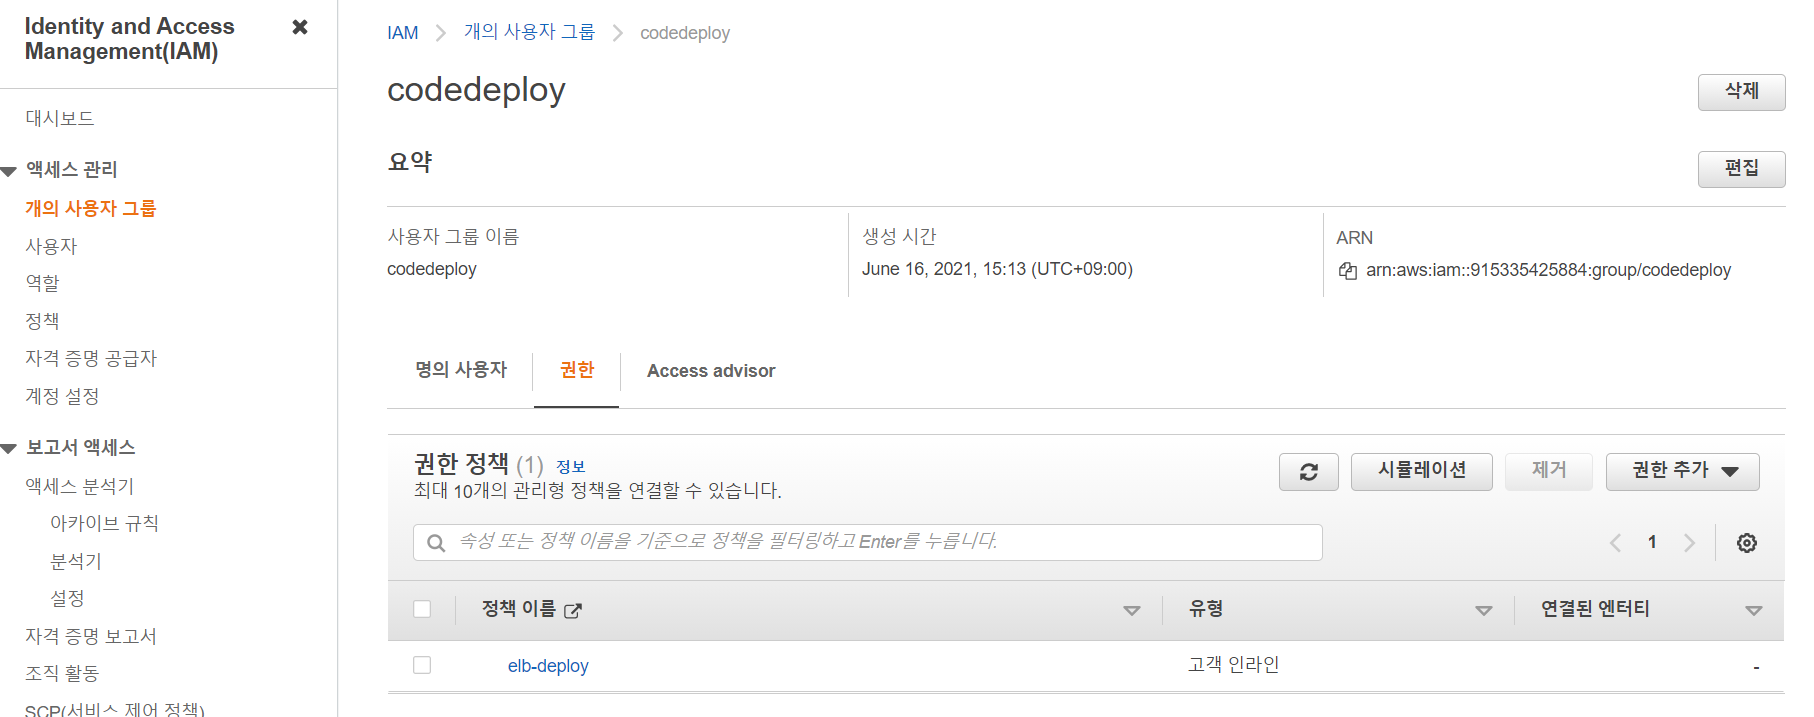 Identity and Access
Management(IAM)
대시보드
액세스 관리
개의 사용자 그룹
사용자
역할
정책
자격 증명 공급자
계정 설정
보고서 액세스
액세스 분석기
아카이브 규칙
분석기
설정
자격 증명 보고서
조직 활동
SCP(서비스 제어 정책)
IAM > 개의 사용자 그룹 > codedeploy
codedeploy
삭제
요약
편집
사용자 그룹 이름
codedeploy
생성 시간
June 16, 2021, 15:13 (UTC+09:00)
ARN
arn:aws:iam::915335425884:group/codedeploy
명의 사용자 권한 Access advisor
권한 정책 (1) 정보
최대 10개의 관리형 정책을 연결할 수 있습니다.
시뮬레이션 제거 권한 추가
속성 또는 정책 이름을 기준으로 정책을 필터링하고 Enter를 누릅니다.
1
정책 이름 유형 연결된 엔터티
elb-deploy 고객 인라인 -